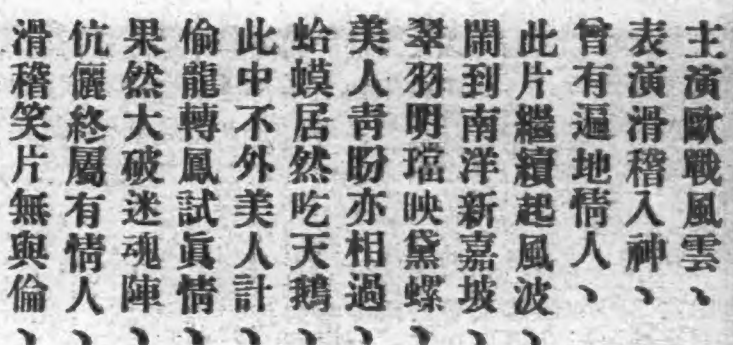 主演歐戰風雲、
表演滑稽入神、
曾有遍地情人、
此片繼續起風波、
鬧到南洋新嘉坡、
翠羽明璫映黛螺、
美人靑盼亦相過、
蛤蟆居然吃天鵝、
此中不外美人計、
偷龍轉鳳試眞情、
果然大破迷魂陣、
伉儷終屬有情人、
滑稽笑片無與倫、